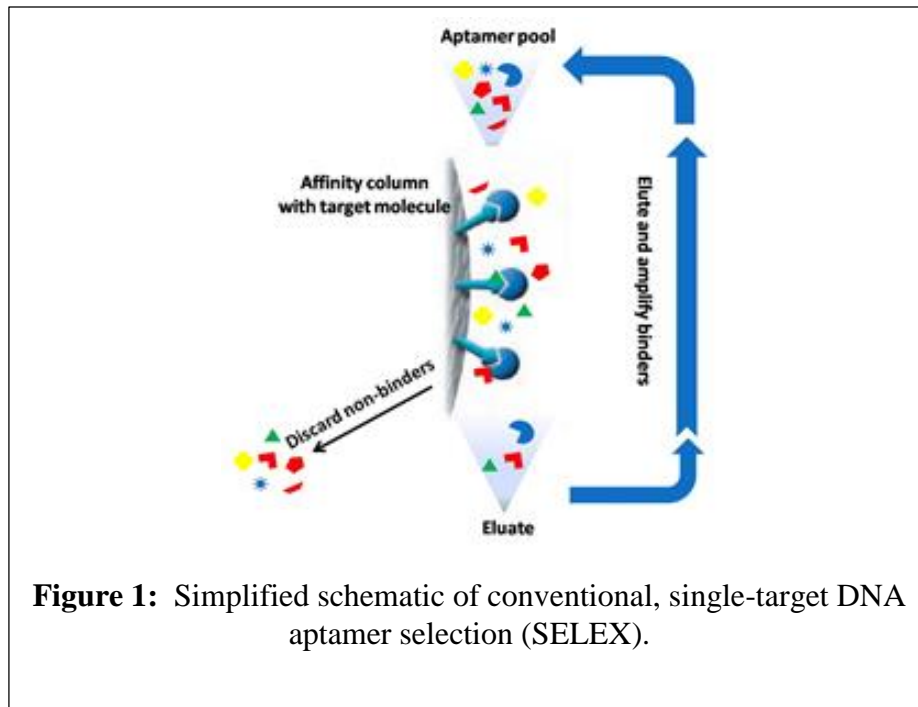 Aptamer pool
Affinity column
with target molecule
Elute and amplify binders
Discard non-binders
Eluate
Figure 1:  Simplified schematic of conventional, single-target DNA
aptamer selection (SELEX).